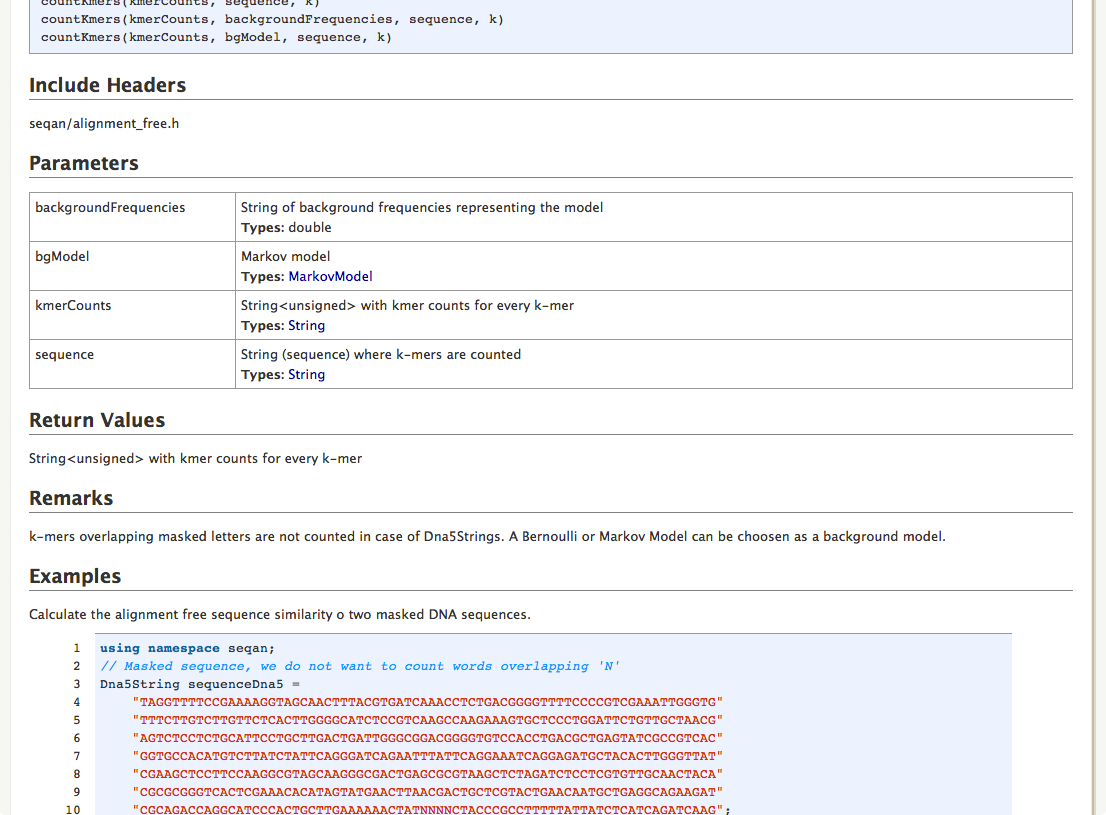 countKmers(kmerCounts, sequence, k)
countKmers(kmerCounts, backgroundFrequencies, sequence, k)
countKmers(kmerCounts, bgModel, sequence, k)
Include Headers
seqan/alignment_free.h
Parameters
backgroundFrequencies
String of background frequencies representing the model
Types: double
bgModel
Markov model
Types: MarkovModel
kmerCounts
String<unsigned> with kmer counts for every k-mer
Types: String
sequence
String (sequence) where k-mers are counted
Types: String
Return Values
String<unsigned> with kmer counts for every k-mer
Remarks
k-mers overlapping masked letters are not counted in case of Dna5Strings. A Bernoulli or Markov Model can be choosen as a background model.
Examples
Calculate the alignment free sequence similarity o two masked DNA sequences.
1 using namespace seqan;
2 // Masked sequence, we do not want to count words overlapping 'N'
3 Dna5String sequenceDna5 =
4 "TAGGTTTTCCGAAAAGGTAGCAACTTTACGTGATCAAACCTCTGACGGGGTTTTCCCCGTCGAAATTGGGTG"
5 "TTTCTTGTCTTGTTCTCACTTGGGGCATCTCCGTCAAGCCAAGAAAGTGCTCCCTGGATTCTGTTGCTAACG"
6 "AGTCTCCTCTGCATTCCTGCTTGACTGATTGGGCGGACGGGGTGTCCACCTGACGCTGAGTATCGCCGTCAC"
7 "GGTGCCACATGTCTTATCTATTCAGGGATCAGAATTTATTCAGGAAATCAGGAGATGCTACACTTGGGTTAT"
8 "CGAAGCTCCTTCCAAGGCGTAGCAAGGGCGACTGAGCGCGTAAGCTCTAGATCTCCTCGTGTTGCAACTACA"
9 "CGCGCGGGTCACTCGAAACACATAGTATGAACTTAACGACTGCTCGTACTGAACAATGCTGAGGCAGAAGAT"
10 "CGCAGACCAGGCATCCCACTGCTTGAAAAAACTATNNNNCTACCCGCCTTTTTATTATCTCATCAGATCAAG";